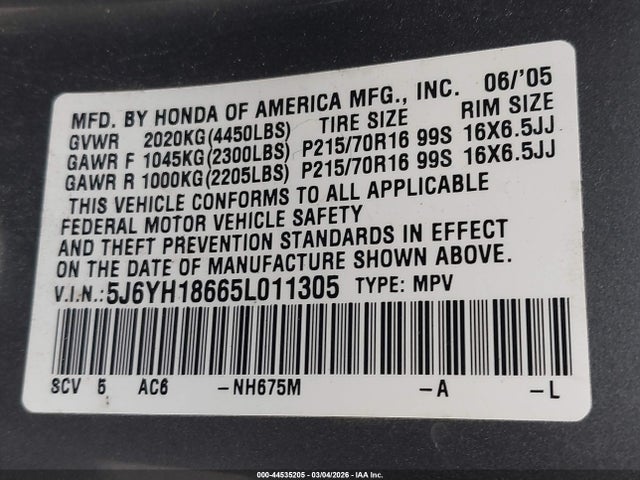 MFD. BY HONDA OF AMERICA MFG., INC. 06/'05
GVWR 2020KG(4450LBS) TIRE SIZE RIM SIZE
GAWR F 1045KG(2300LBS) P215/70R16 99S 16X6.5JJ
GAWR R 1000KG(2205LBS) P215/70R16 99S 16X6.5JJ
THIS VEHICLE CONFORMS TO ALL APPLICABLE
FEDERAL MOTOR VEHICLE SAFETY
AND THEFT PREVENTION STANDARDS IN EFFECT
ON THE DATE OF MANUFACTURE SHOWN ABOVE.
V.I.N.:5J6YH18665L011305 TYPE: MPV
SCV 5 AC6 -NH675M -A -L
000-44535205 - 03/04/2026 - IAA Inc.